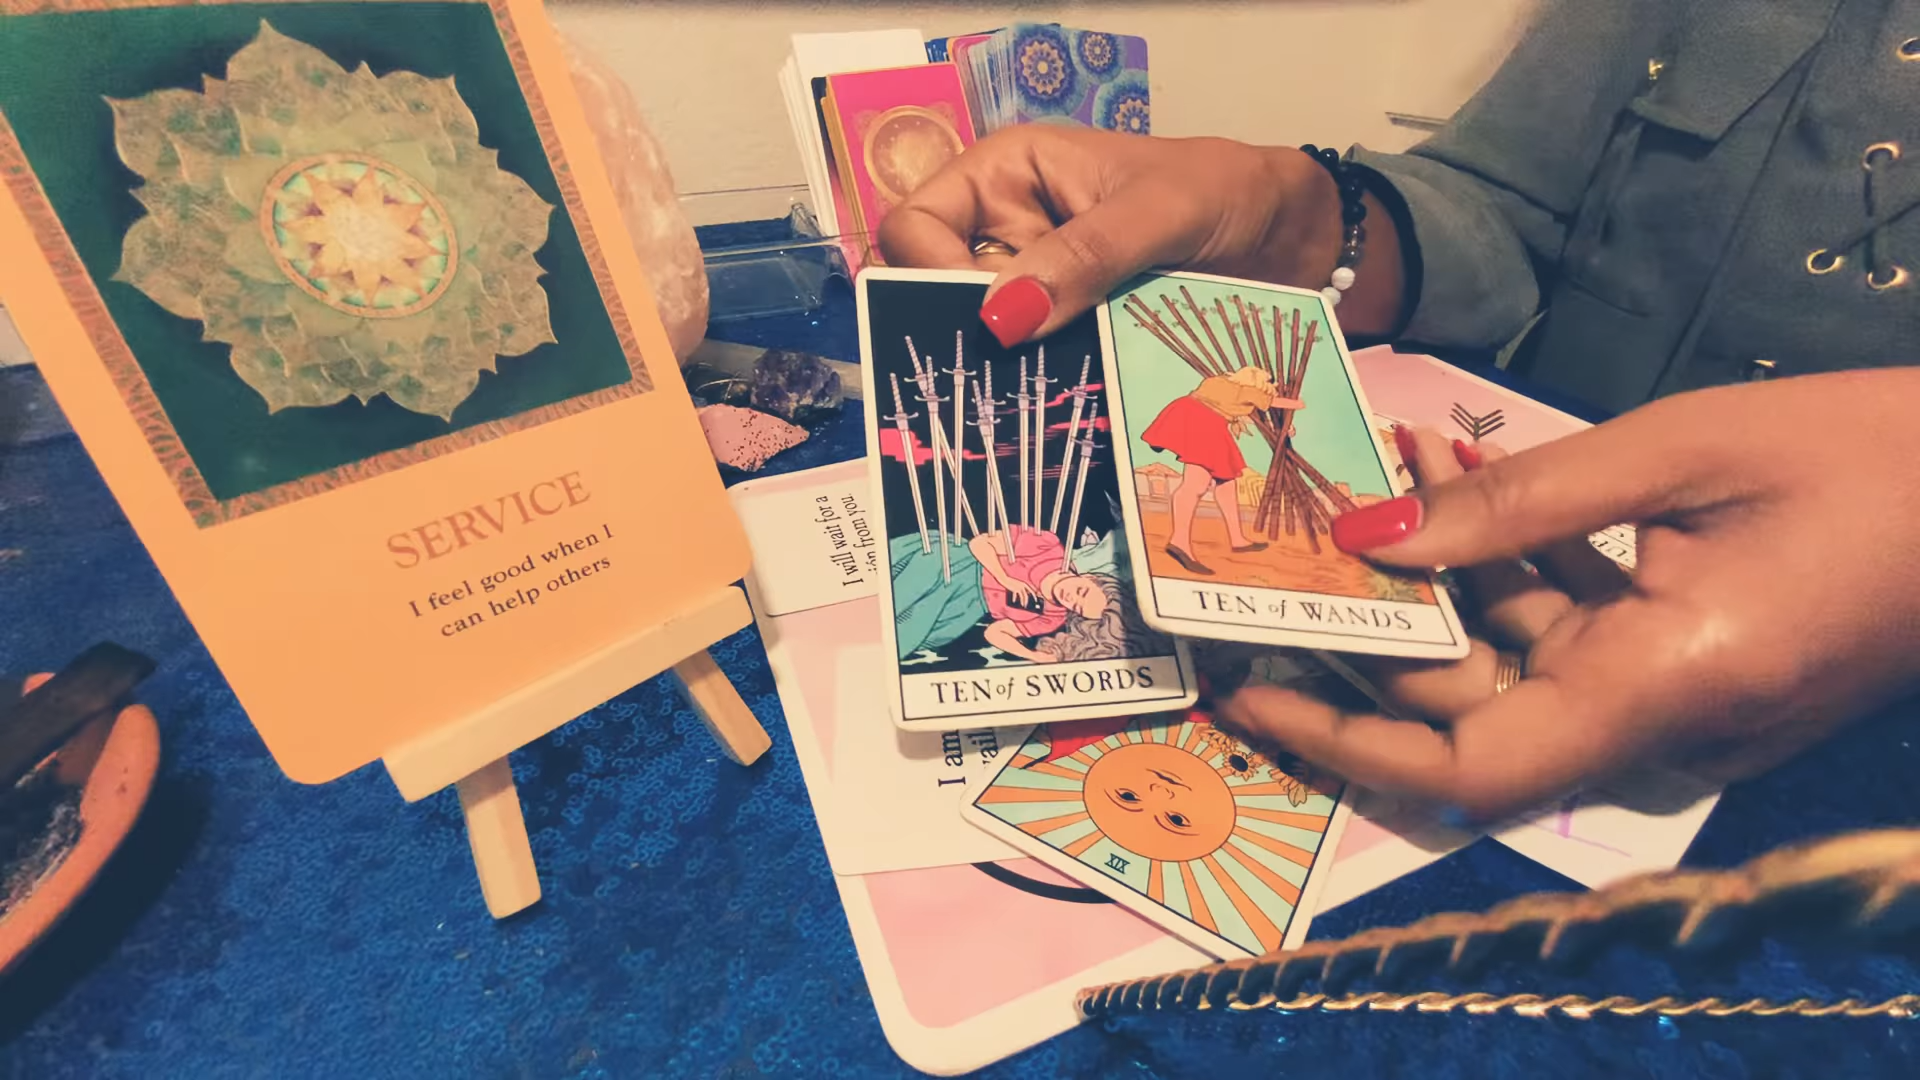 SERVICE
I feel good when I
can help others
I will wait for a
from you.
I am
TEN of SWORDS
TEN of WANDS
XIX